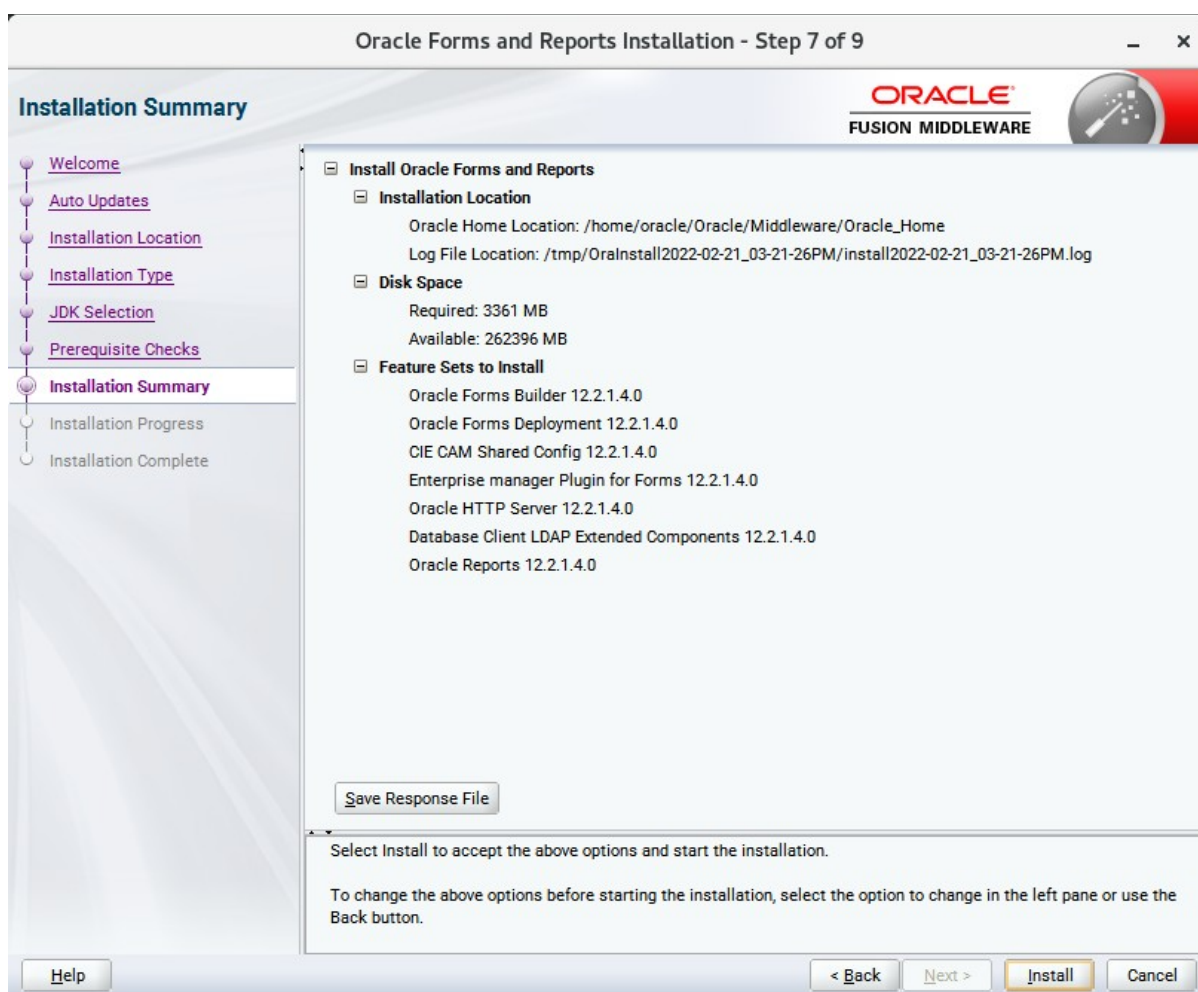 Oracle Forms and Reports Installation - Step 7 of 9
Installation Summary
ORACLE
FUSION MIDDLEWARE
Welcome
Auto Updates
Installation Location
Installation Type
JDK Selection
Prerequisite Checks
Installation Summary
Installation Progress
Installation Complete
Install Oracle Forms and Reports
Installation Location
Oracle Home Location: /home/oracle/Oracle/Middleware/Oracle_Home
Log File Location: /tmp/OraInstall2022-02-21_03-21-26PM/install2022-02-21_03-21-26PM.log
Disk Space
Required: 3361 MB
Available: 262396 MB
Feature Sets to Install
Oracle Forms Builder 12.2.1.4.0
Oracle Forms Deployment 12.2.1.4.0
CIE CAM Shared Config 12.2.1.4.0
Enterprise manager Plugin for Forms 12.2.1.4.0
Oracle HTTP Server 12.2.1.4.0
Database Client LDAP Extended Components 12.2.1.4.0
Oracle Reports 12.2.1.4.0
Save Response File
Select Install to accept the above options and start the installation.
To change the above options before starting the installation, select the option to change in the left pane or use the
Back button.
Help
< Back
Next >
Install
Cancel